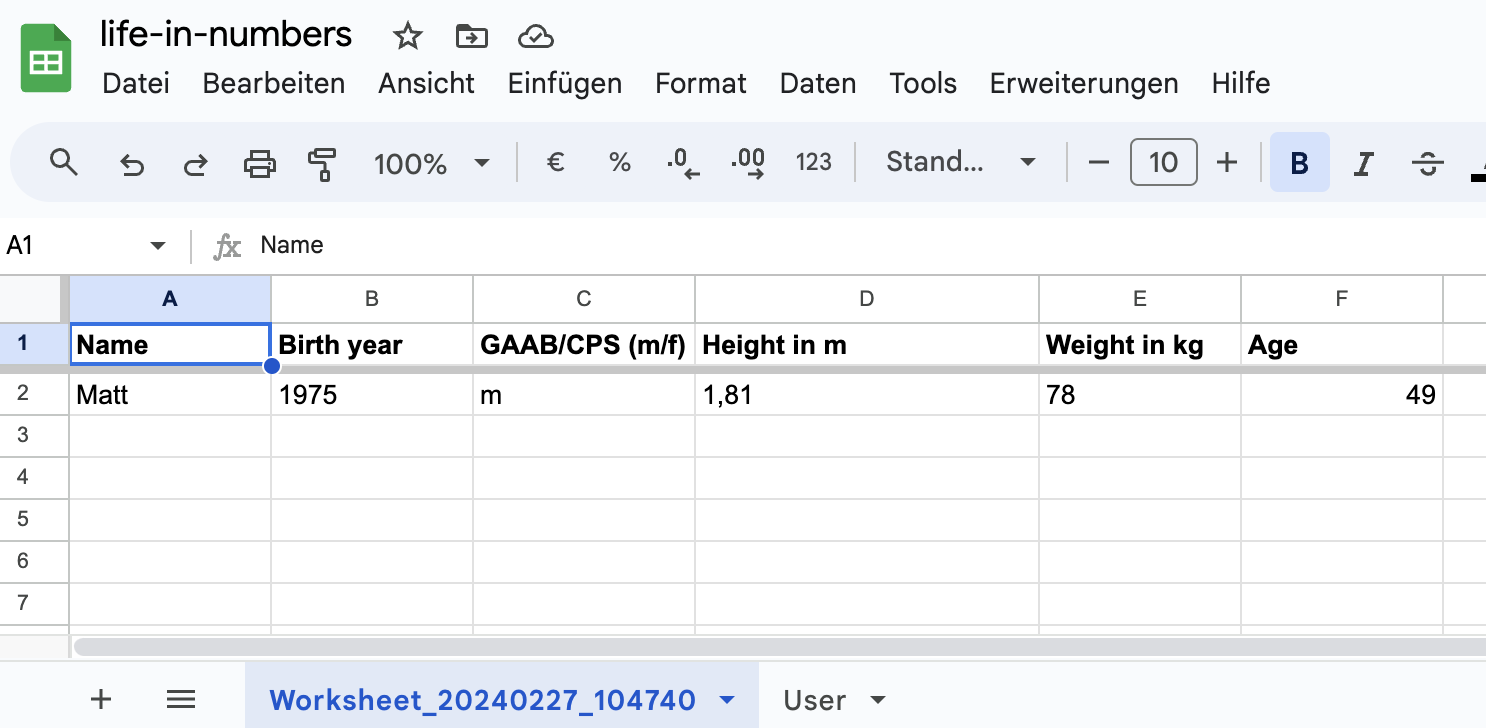 life-in-numbers
Datei Bearbeiten Ansicht Einfügen Format Daten Tools Erweiterungen Hilfe
100% € % .0 .00 123 Stand... 10 B I S
A1 fx Name
A B C D E F
1 Name Birth year GAAB/CPS (m/f) Height in m Weight in kg Age
2 Matt 1975 m 1,81 78 49
3
4
5
6
7
Worksheet_20240227_104740 User